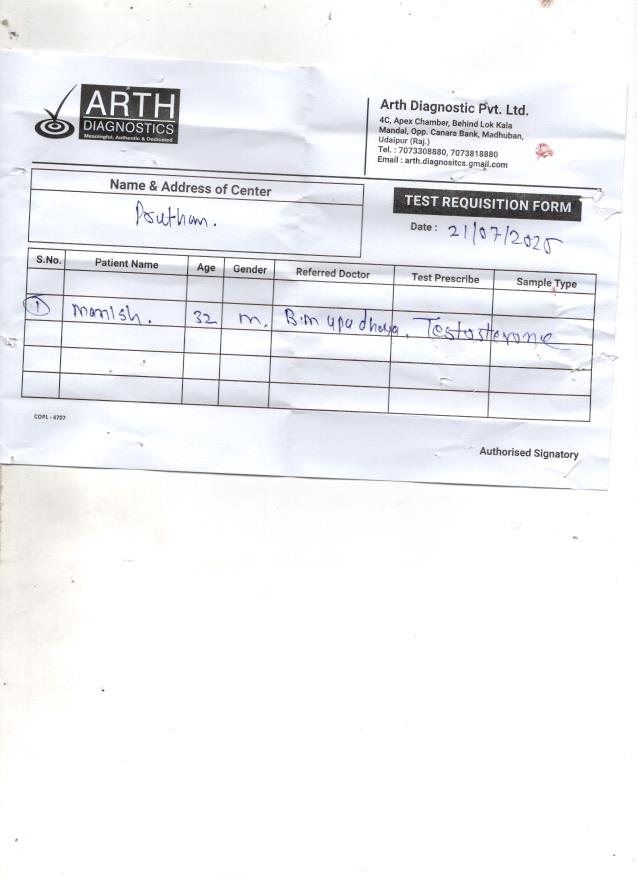 ARTH
DIAGNOSTICS
Meaningful, Authentic & Dedicated
Arth Diagnostic Pvt. Ltd.
4C, Apex Chamber, Behind Lok Kala
Mandal, Opp. Canara Bank, Madhuban,
Udaipur (Raj.)
Tel. : 7073308880, 7073818880
Email : arth.diagnositcs.gmail.com
Name & Address of Center
TEST REQUISITION FORM
Date : 21/07/2025
S.No. Patient Name Age Gender Referred Doctor Test Prescribe Sample Type
1 Manish. 32 m. B.m upadhaya. Testosterone
COPL - 4707
Authorised Signatory